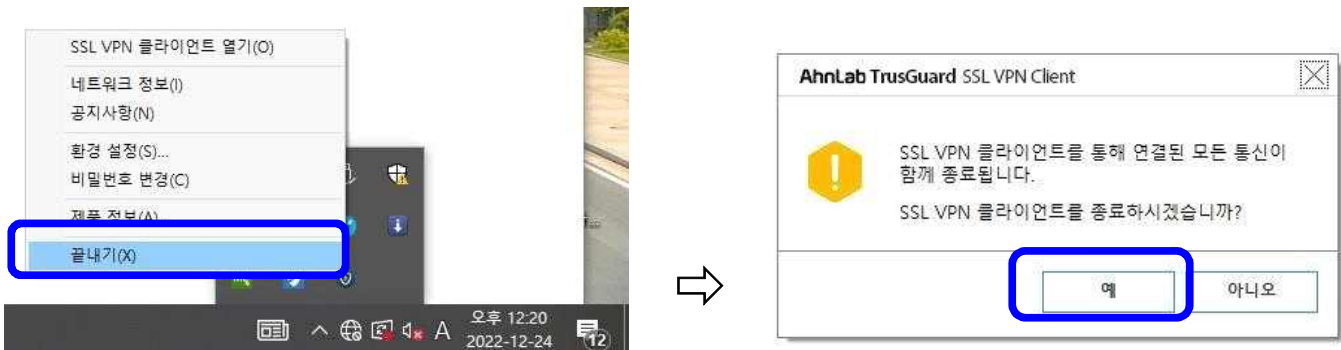 SSL VPN 클라이언트 열기(O)
네트워크 정보(I)
공지사항(N)
환경 설정(S)...
비밀번호 변경(C)
제품 정보(A)...
끝내기(X)
A
오후 12:20
2022-12-24
12
AhnLab TrusGuard SSL VPN Client
SSL VPN 클라이언트를 통해 연결된 모든 통신이
함께 종료됩니다.
SSL VPN 클라이언트를 종료하시겠습니까?
예
아니오